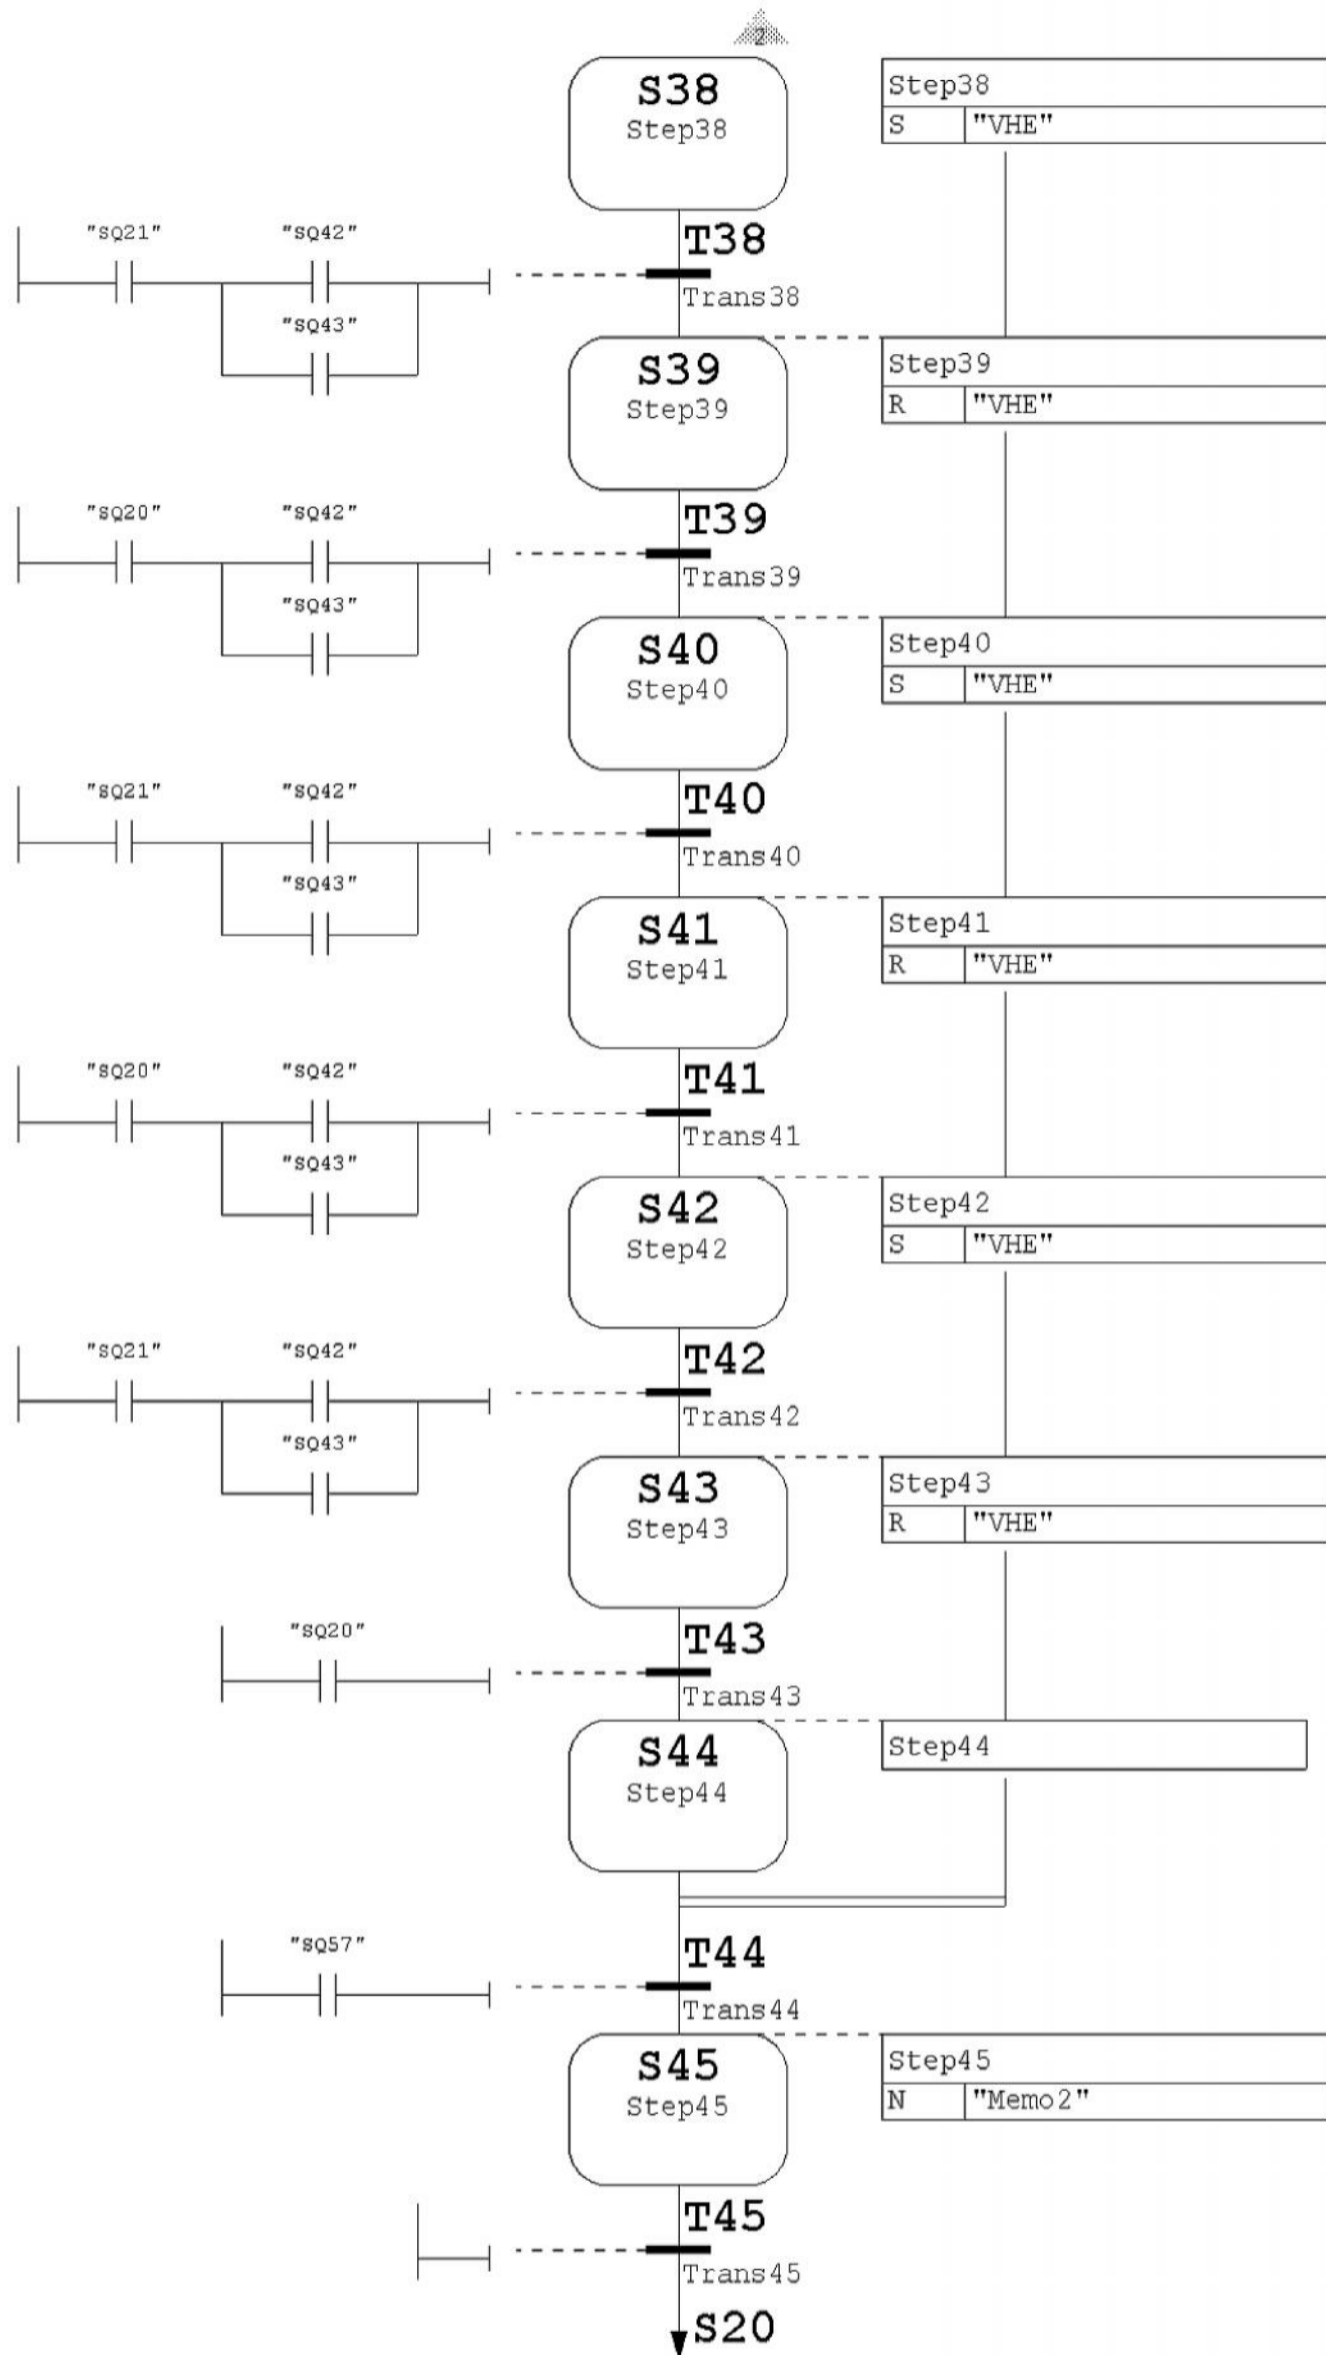 2
S38
Step38
Step38
S "VHE"
"SQ21" "SQ42"
T38
Trans38
"SQ43"
S39
Step39
Step39
R "VHE"
"SQ20" "SQ42"
T39
Trans39
"SQ43"
S40
Step40
Step40
S "VHE"
"SQ21" "SQ42"
T40
Trans40
"SQ43"
S41
Step41
Step41
R "VHE"
"SQ20" "SQ42"
T41
Trans41
"SQ43"
S42
Step42
Step42
S "VHE"
"SQ21" "SQ42"
T42
Trans42
"SQ43"
S43
Step43
Step43
R "VHE"
"SQ20"
T43
Trans43
S44
Step44
Step44
"SQ57"
T44
Trans44
S45
Step45
Step45
N "Memo2"
T45
Trans45
S20